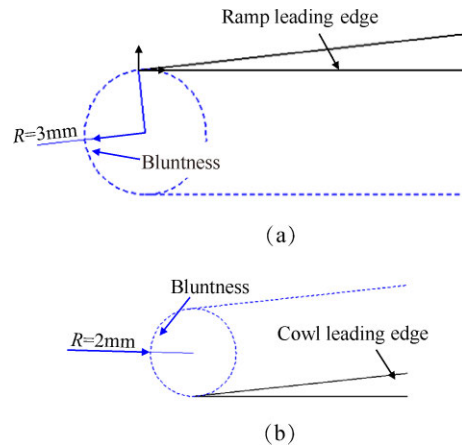 Ramp leading edge
R=3mm
Bluntness
(a)
Bluntness
Cowl leading edge
R=2mm
(b)